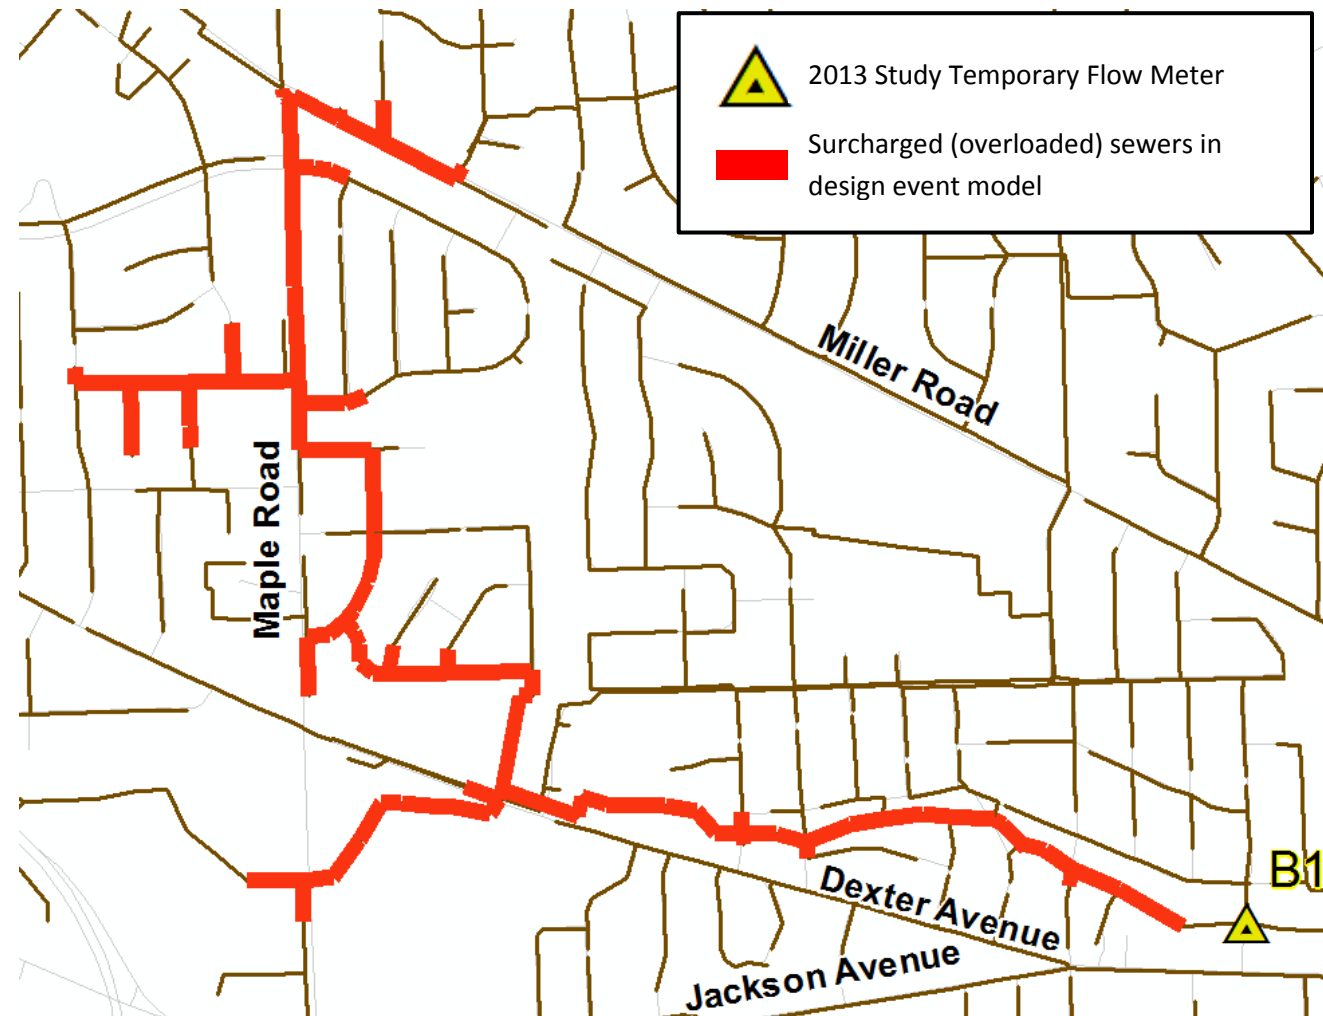 2013 Study Temporary Flow Meter
Surcharged (overloaded) sewers in
design event model
Miller Road
Maple Road
B1
Dexter Avenue
Jackson Avenue